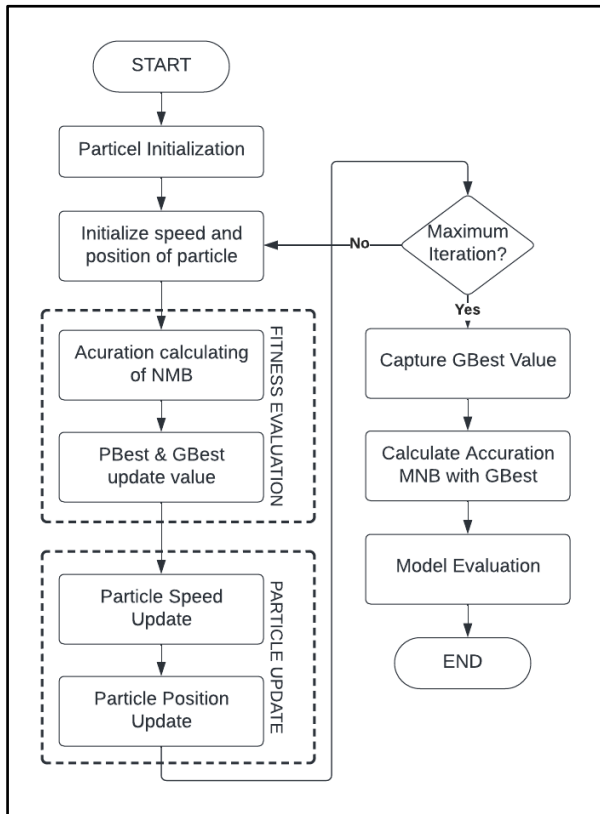 START
Particel Initialization
Initialize speed and
position of particle
FITNESS EVALUATION
Acuration calculating
of NMB
PBest & GBest
update value
PARTICLE UPDATE
Particle Speed
Update
Particle Position
Update
Maximum
Iteration?
No
Yes
Capture GBest Value
Calculate Accuration
MNB with GBest
Model Evaluation
END